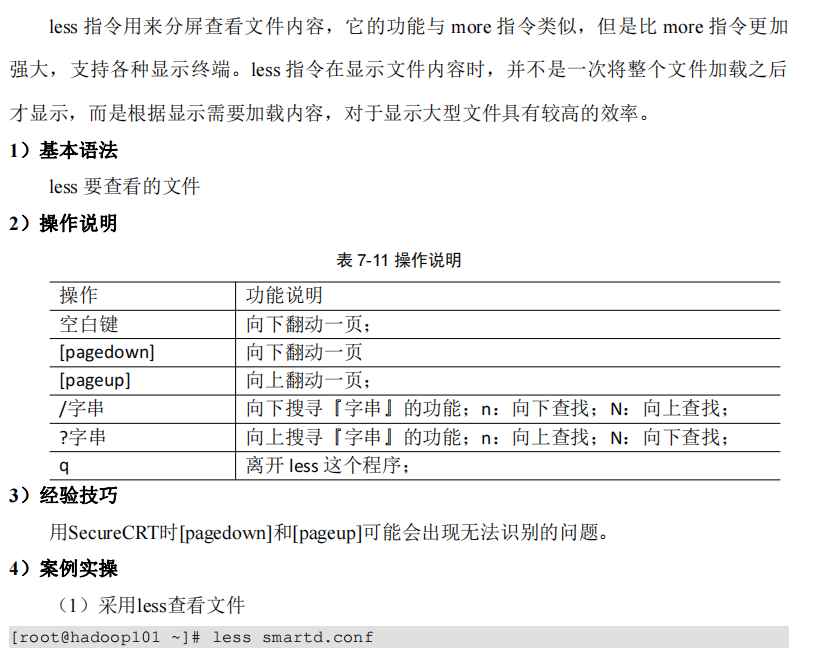 less 指令用来分屏查看文件内容，它的功能与 more 指令类似，但是比 more 指令更加
强大，支持各种显示终端。less 指令在显示文件内容时，并不是一次将整个文件加载之后
才显示，而是根据显示需要加载内容，对于显示大型文件具有较高的效率。
1）基本语法
less 要查看的文件
2）操作说明
表 7-11 操作说明
操作 功能说明
空白键 向下翻动一页；
[pagedown] 向下翻动一页
[pageup] 向上翻动一页；
/字串 向下搜寻『字串』的功能；n：向下查找；N：向上查找；
?字串 向上搜寻『字串』的功能；n：向上查找；N：向下查找；
q 离开 less 这个程序；
3）经验技巧
用SecureCRT时[pagedown]和[pageup]可能会出现无法识别的问题。
4）案例实操
（1）采用less查看文件
[root@hadoop101 ~]# less smartd.conf